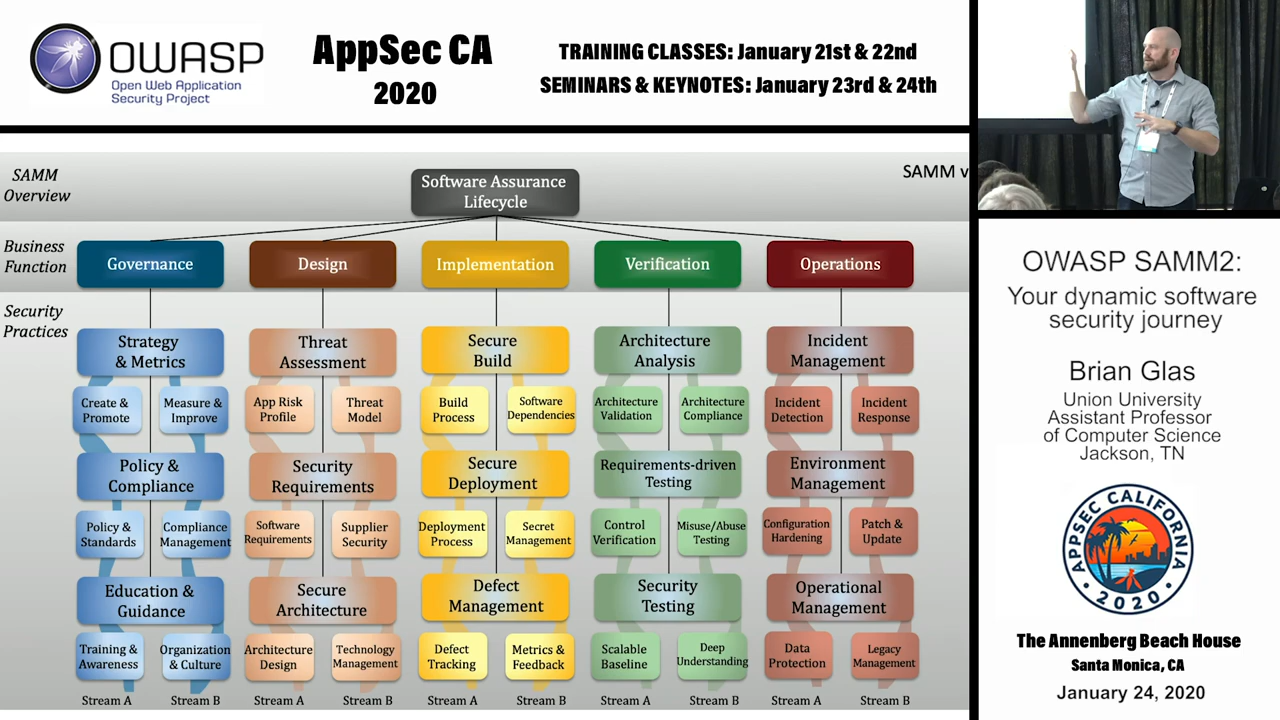 OWASP
Open Web Application
Security Project
AppSec CA
2020
TRAINING CLASSES: January 21st & 22nd
SEMINARS & KEYNOTES: January 23rd & 24th
SAMM
Overview
Software Assurance
Lifecycle
SAMM v
Business
Function
Governance
Design
Implementation
Verification
Operations
Security
Practices
Strategy
& Metrics
Threat
Assessment
Secure
Build
Architecture
Analysis
Incident
Management
Create &
Promote
Measure &
Improve
App Risk
Profile
Threat
Model
Build
Process
Software
Dependencies
Architecture
Validation
Architecture
Compliance
Incident
Detection
Incident
Response
Policy &
Compliance
Security
Requirements
Secure
Deployment
Requirements-driven
Testing
Environment
Management
Policy &
Standards
Compliance
Management
Software
Requirements
Supplier
Security
Deployment
Process
Secret
Management
Control
Verification
Misuse/Abuse
Testing
Configuration
Hardening
Patch &
Update
Education &
Guidance
Secure
Architecture
Defect
Management
Security
Testing
Operational
Management
Training &
Awareness
Organization
& Culture
Architecture
Design
Technology
Management
Defect
Tracking
Metrics &
Feedback
Scalable
Baseline
Deep
Understanding
Data
Protection
Legacy
Management
Stream A
Stream B
Stream A
Stream B
Stream A
Stream B
Stream A
Stream B
Stream A
Stream B
OWASP SAMM2:
Your dynamic software
security journey
Brian Glas
Union University
Assistant Professor
of Computer Science
Jackson, TN
APPSEC CALIFORNIA
• 2020 •
The Annenberg Beach House
Santa Monica, CA
January 24, 2020